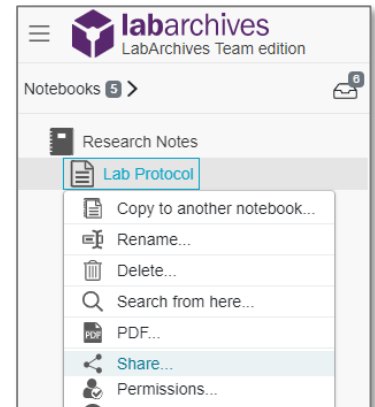 labarchives
LabArchives Team edition
Notebooks 5
6
Research Notes
Lab Protocol
Copy to another notebook...
Rename...
Delete...
Search from here...
PDF PDF...
Share...
Permissions...